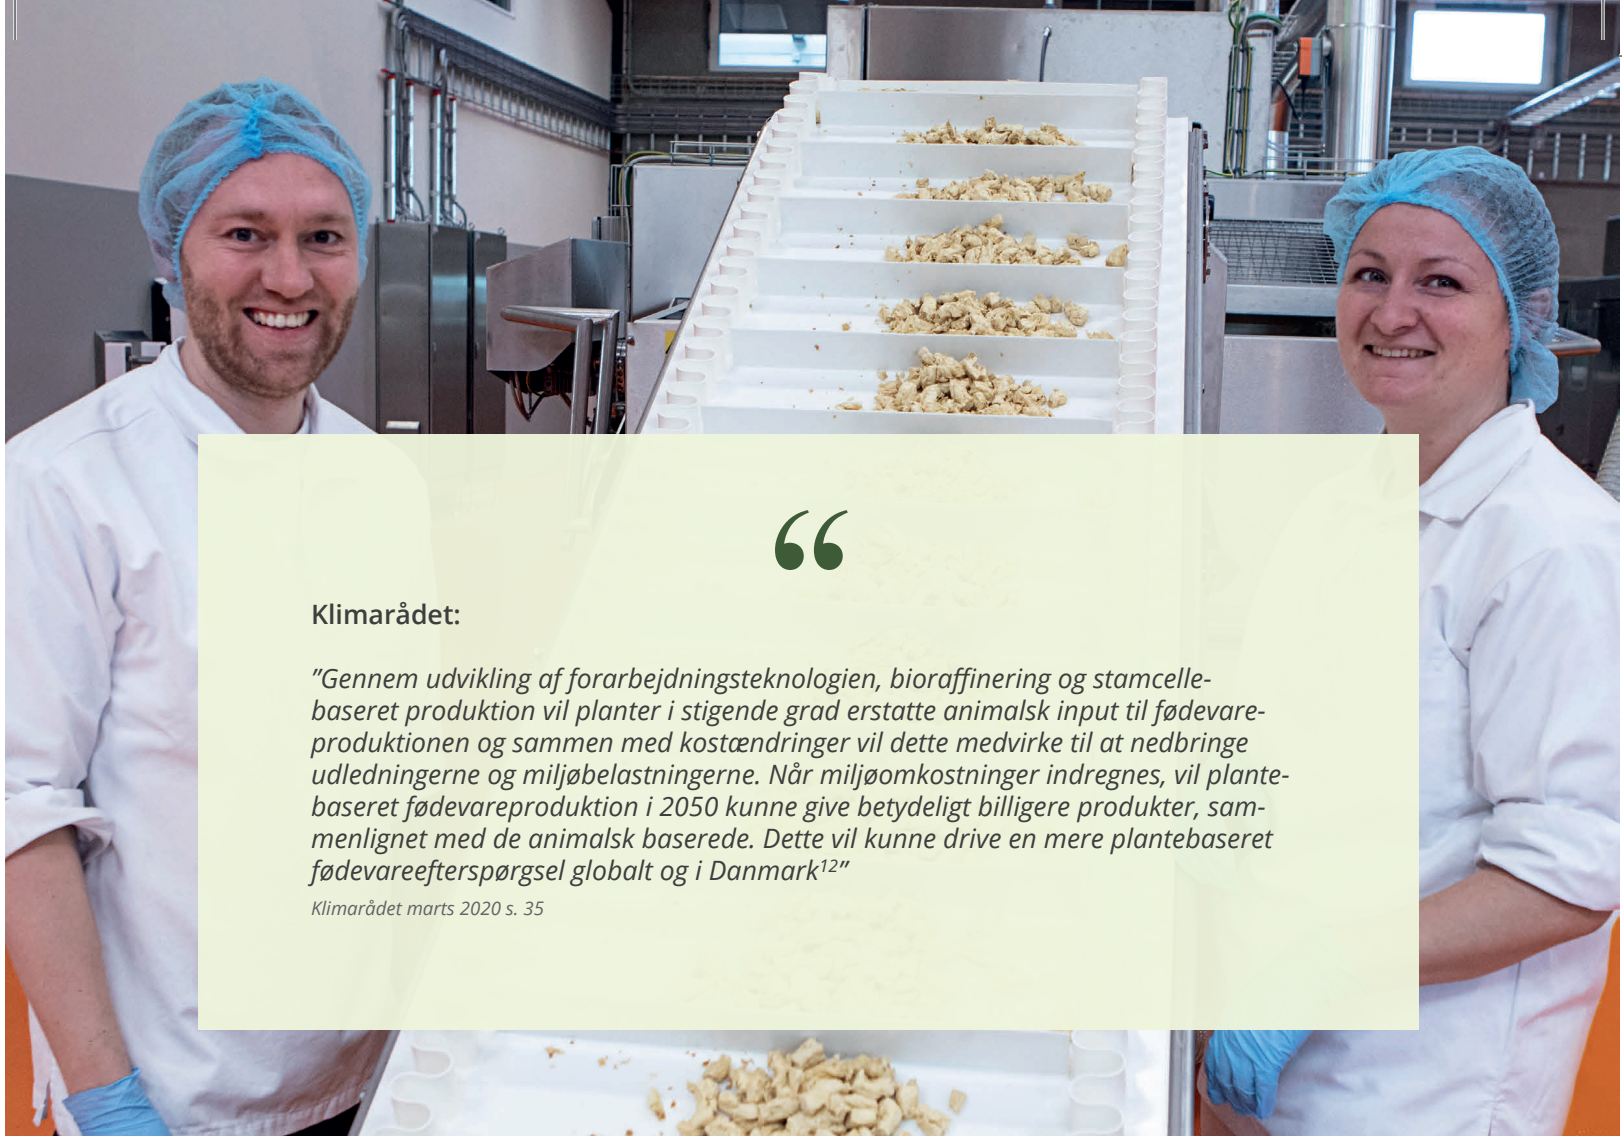 “
Klimarådet:
”Gennem udvikling af forarbejdningsteknologien, bioraffinering og stamcelle-
baseret produktion vil planter i stigende grad erstatte animalsk input til fødevare-
produktionen og sammen med kostændringer vil dette medvirke til at nedbringe
udledningerne og miljøbelastningerne. Når miljøomkostninger indregnes, vil plante-
baseret fødevareproduktion i 2050 kunne give betydeligt billigere produkter, sam-
menlignet med de animalsk baserede. Dette vil kunne drive en mere plantebaseret
fødevareefterspørgsel globalt og i Danmark¹²”
Klimarådet marts 2020 s. 35